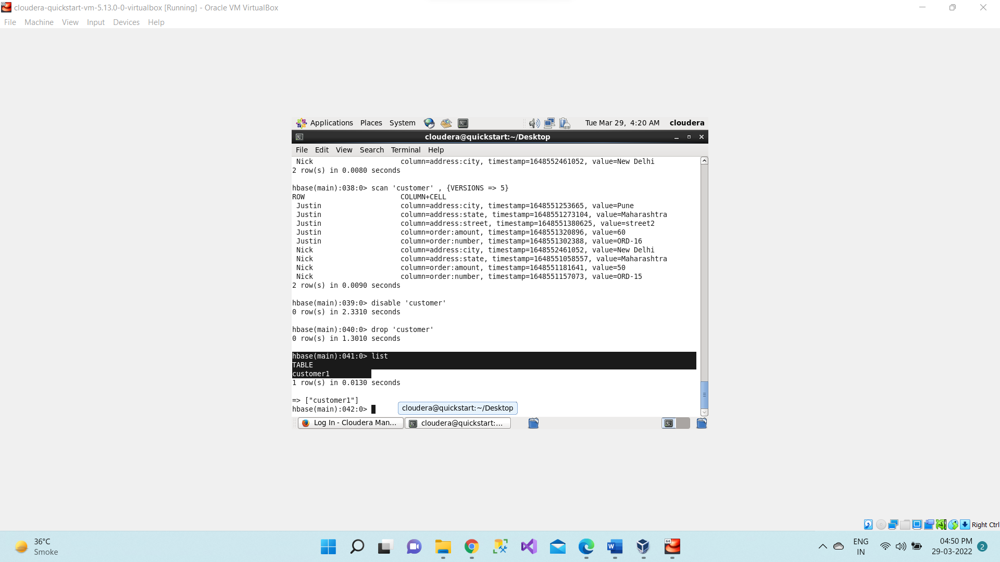 cloudera-quickstart-vm-5.13.0-0-virtualbox [Running] - Oracle VM VirtualBox
File Machine View Input Devices Help
Applications Places System Tue Mar 29, 4:20 AM cloudera
cloudera@quickstart:~/Desktop
File Edit View Search Terminal Help
Nick column=address:city, timestamp=1648552461052, value=New Delhi
2 row(s) in 0.0080 seconds
hbase(main):038:0> scan 'customer' , {VERSIONS => 5}
ROW COLUMN+CELL
Justin column=address:city, timestamp=1648551253665, value=Pune
Justin column=address:state, timestamp=1648551273104, value=Maharashtra
Justin column=address:street, timestamp=1648551380625, value=street2
Justin column=order:amount, timestamp=1648551320896, value=60
Justin column=order:number, timestamp=1648551302388, value=ORD-16
Nick column=address:city, timestamp=1648552461052, value=New Delhi
Nick column=address:state, timestamp=1648551058557, value=Maharashtra
Nick column=order:amount, timestamp=1648551181641, value=50
Nick column=order:number, timestamp=1648551157073, value=ORD-15
2 row(s) in 0.0090 seconds
hbase(main):039:0> disable 'customer'
0 row(s) in 2.3310 seconds
hbase(main):040:0> drop 'customer'
0 row(s) in 1.3010 seconds
hbase(main):041:0> list
TABLE
customer1
1 row(s) in 0.0130 seconds
=> ["customer1"]
hbase(main):042:0>
cloudera@quickstart:~/Desktop
Log In - Cloudera Man... cloudera@quickstart:...
Right Ctrl
36°C
Smoke
ENG
IN
04:50 PM
29-03-2022
2